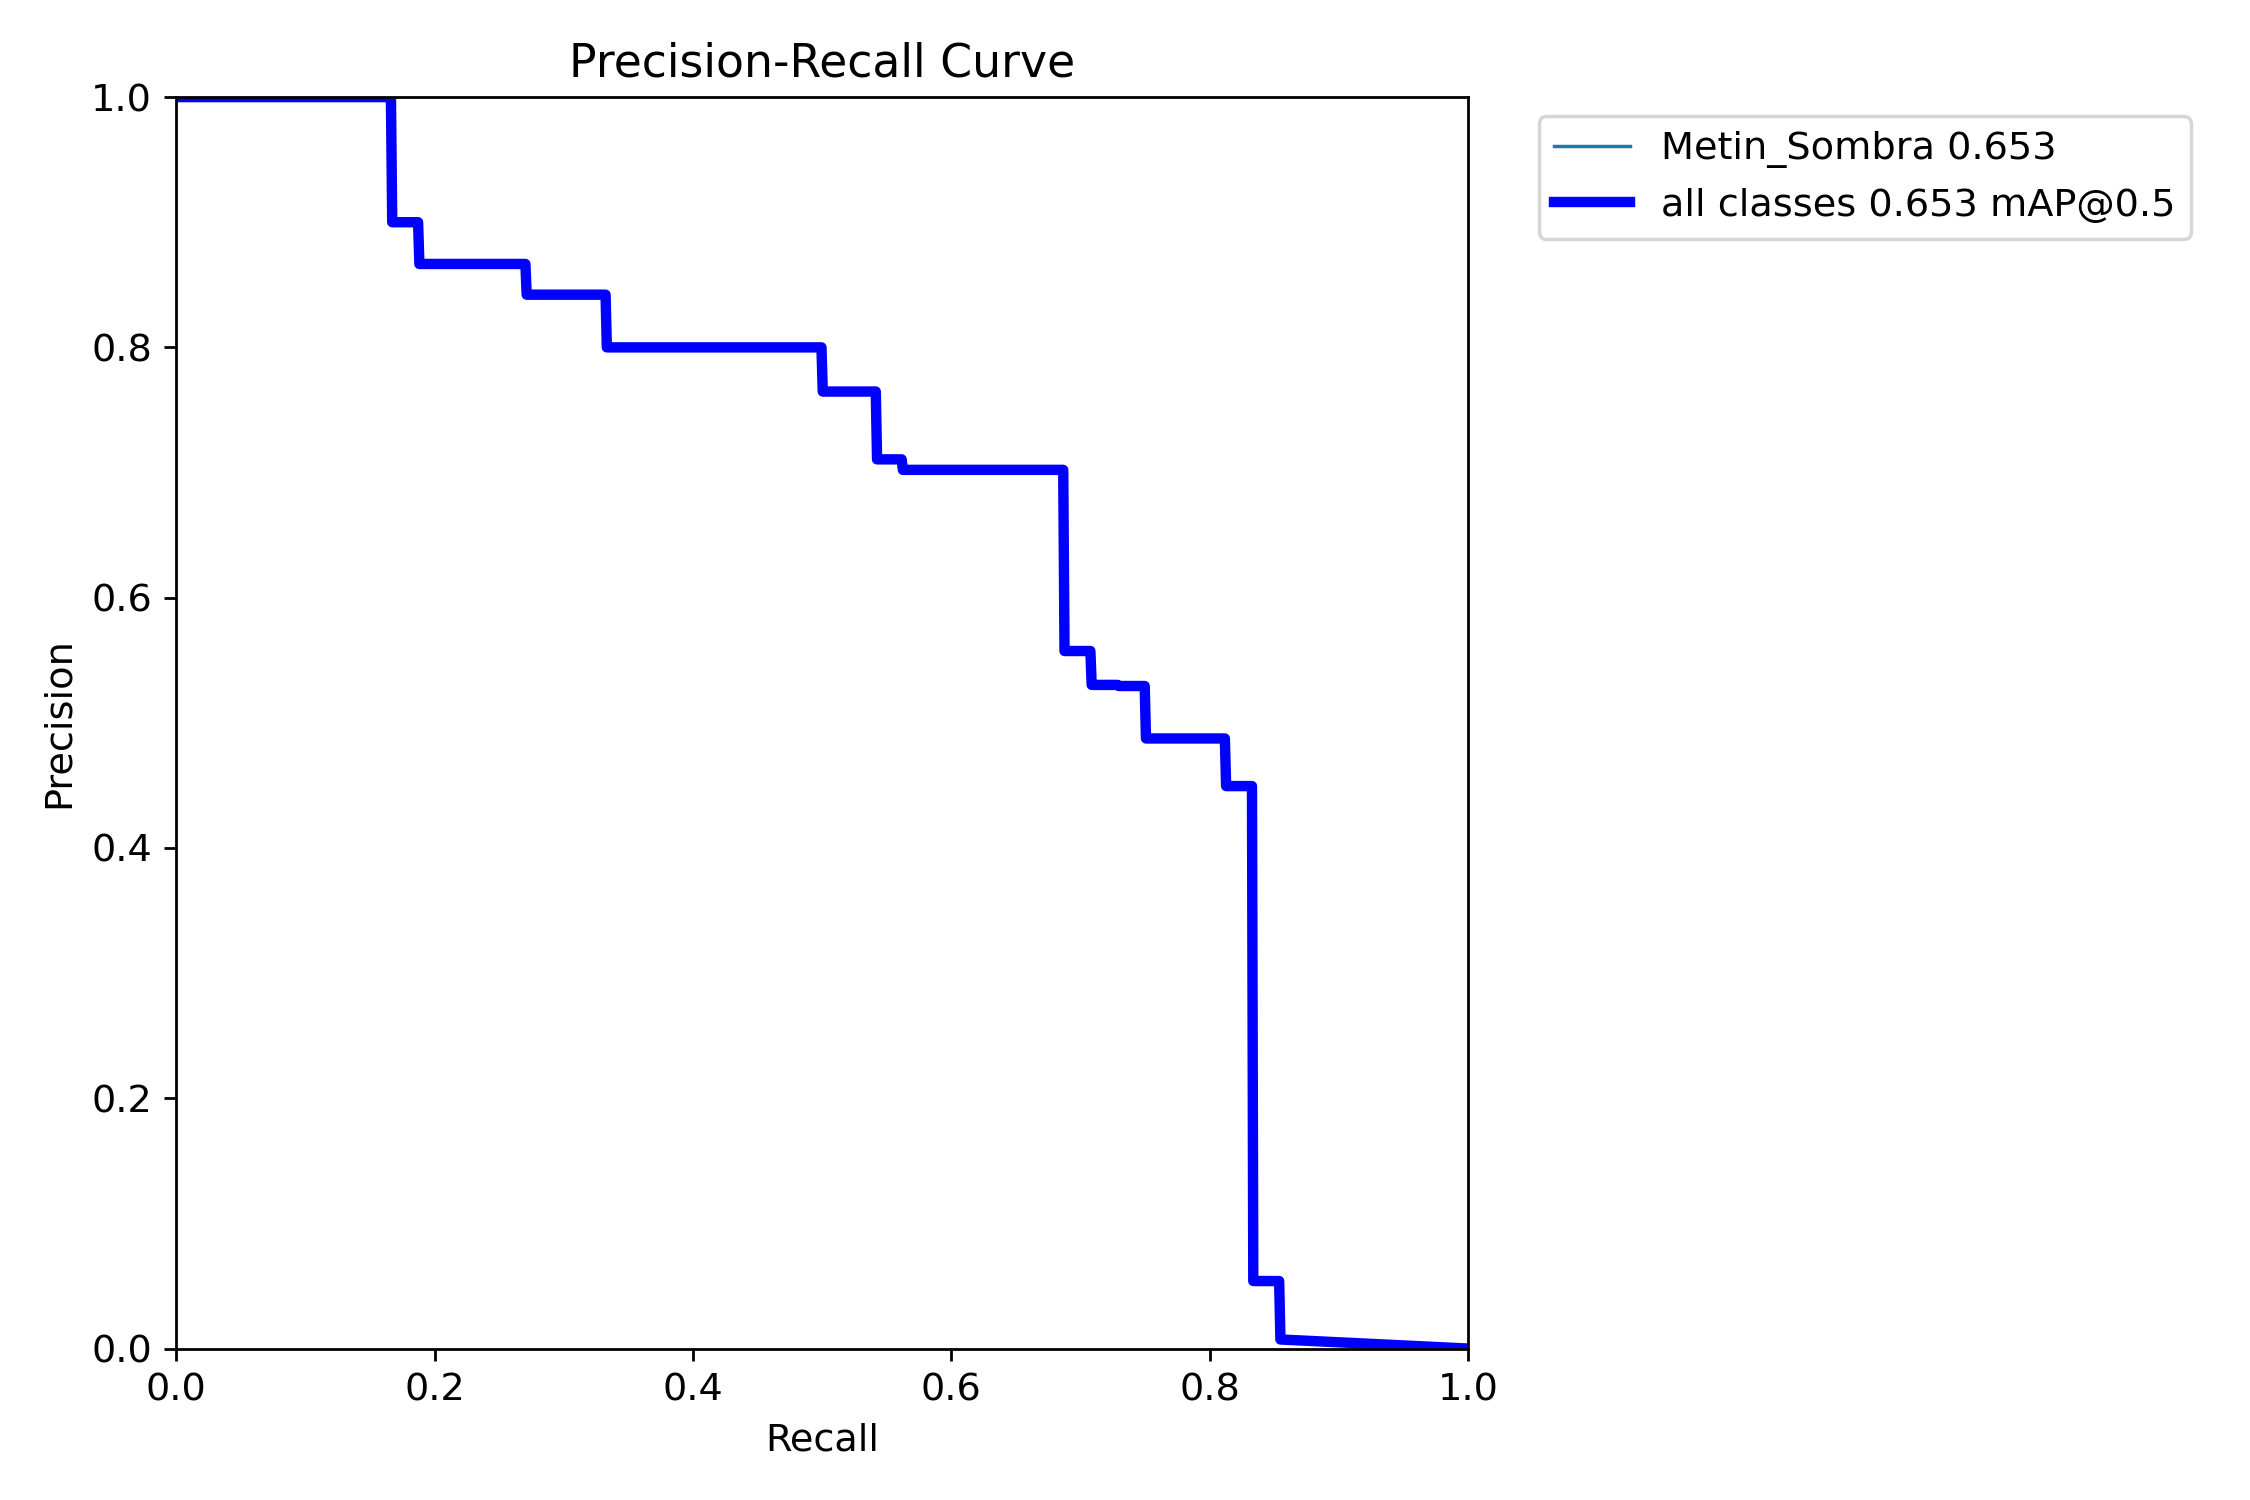 Precision-Recall Curve
Metin_Sombra 0.653
all classes 0.653 mAP@0.5
1.0
0.8
0.6
0.4
0.2
0.0
Precision
0.0 0.2 0.4 0.6 0.8 1.0
Recall